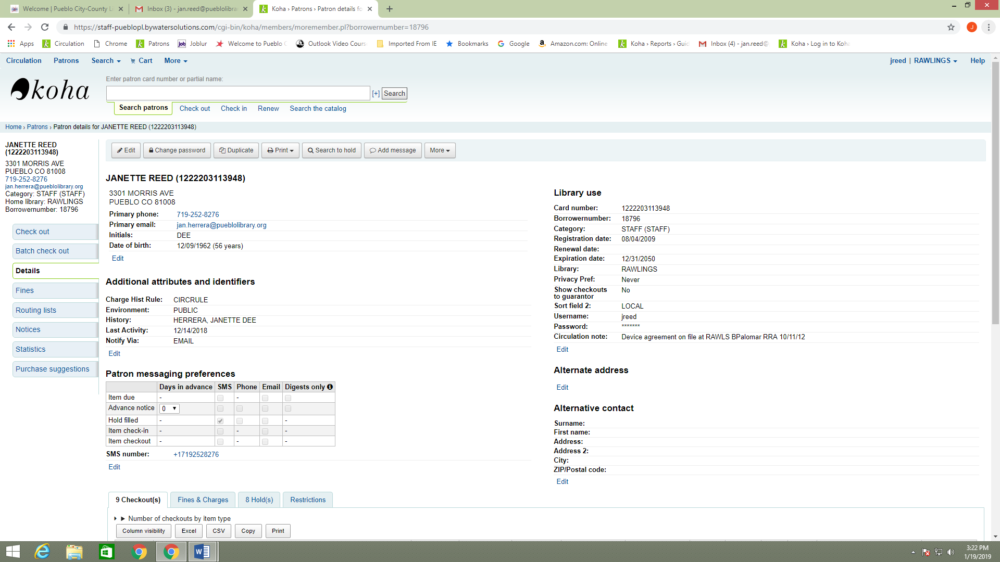 Welcome | Pueblo City-County Li
Inbox (3) - jan.reed@pueblolibrar
Koha › Patrons › Patron details fo
https://staff-pueblopl.bywatersolutions.com/cgi-bin/koha/members/moremember.pl?borrowernumber=18796
J
Apps
Circulation
Chrome
Patrons
job Joblur
Welcome to Pueblo C
Outlook Video Cours
Imported From IE
Bookmarks
Google
Amazon.com: Online
Koha › Reports › Guid
Inbox (4) - jan.reed@
Koha › Log in to Koha
Circulation
Patrons
Search
Cart
More
jreed | RAWLINGS
Help
koha
Enter patron card number or partial name:
[+] Search
Search patrons
Check out
Check in
Renew
Search the catalog
Home › Patrons › Patron details for JANETTE REED (1222203113948)
JANETTE REED
(1222203113948)
3301 MORRIS AVE
PUEBLO CO 81008
719-252-8276
jan.herrera@pueblolibrary.org
Category: STAFF (STAFF)
Home library: RAWLINGS
Borrowernumber: 18796
Check out
Batch check out
Details
Fines
Routing lists
Notices
Statistics
Purchase suggestions
Edit
Change password
Duplicate
Print
Search to hold
Add message
More
JANETTE REED (1222203113948)
3301 MORRIS AVE
PUEBLO CO 81008
Primary phone: 719-252-8276
Primary email: jan.herrera@pueblolibrary.org
Initials: DEE
Date of birth: 12/09/1962 (56 years)
Edit
Additional attributes and identifiers
Charge Hist Rule: CIRCRULE
Environment: PUBLIC
History: HERRERA, JANETTE DEE
Last Activity: 12/14/2018
Notify Via: EMAIL
Edit
Patron messaging preferences
Days in advance SMS Phone Email Digests only
Item due - -
Advance notice 0
Hold filled - -
Item check-in - - -
Item checkout - - -
SMS number: +17192528276
Edit
Library use
Card number: 1222203113948
Borrowernumber: 18796
Category: STAFF (STAFF)
Registration date: 08/04/2009
Renewal date:
Expiration date: 12/31/2050
Library: RAWLINGS
Privacy Pref: Never
Show checkouts to guarantor No
Sort field 2: LOCAL
Username: jreed
Password: *******
Circulation note: Device agreement on file at RAWLS BPalomar RRA 10/11/12
Edit
Alternate address
Edit
Alternative contact
Surname:
First name:
Address:
Address 2:
City:
ZIP/Postal code:
Edit
9 Checkout(s)
Fines & Charges
8 Hold(s)
Restrictions
Number of checkouts by item type
Column visibility
Excel
CSV
Copy
Print
3:22 PM
1/19/2019